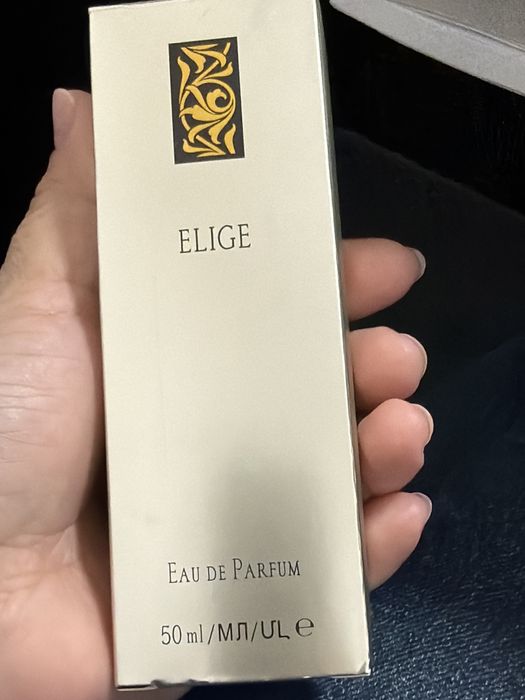 ELIGE
EAU DE PARFUM
50 ml/МЛ/ՄԼ ℮